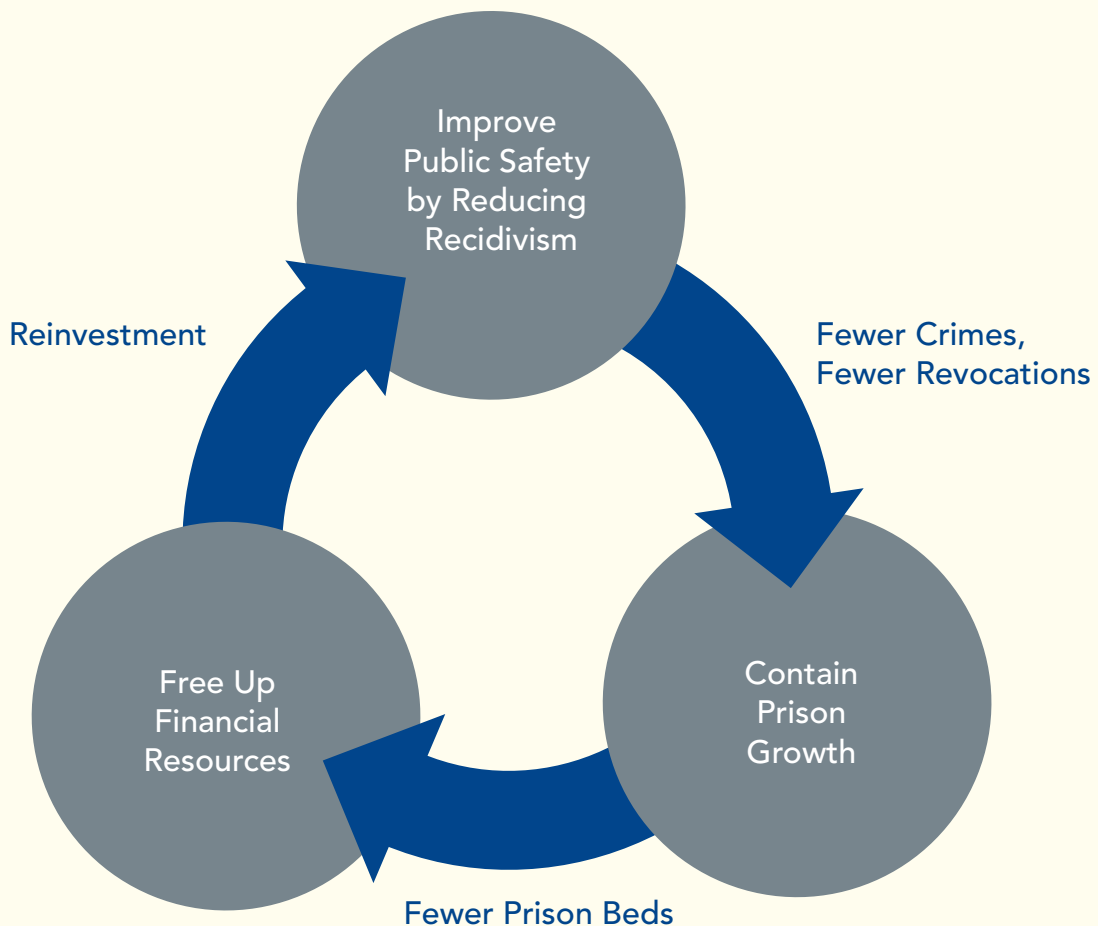 Improve
Public Safety
by Reducing
Recidivism
Reinvestment
Fewer Crimes,
Fewer Revocations
Free Up
Financial
Resources
Contain
Prison
Growth
Fewer Prison Beds